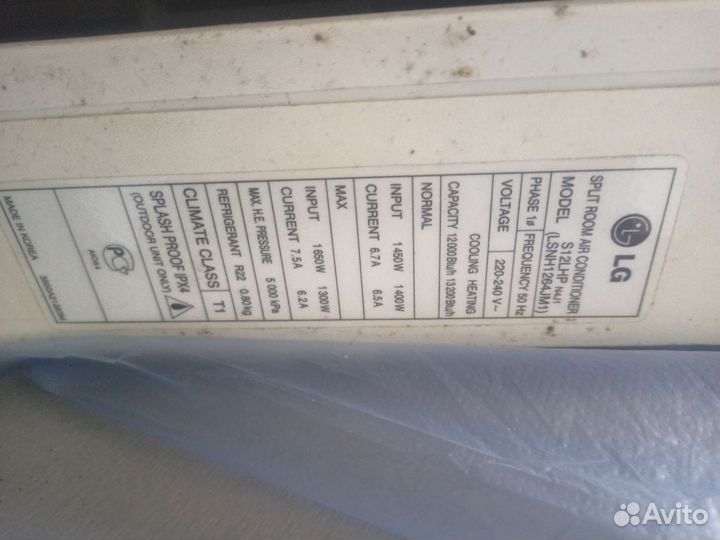 LG
SPLIT ROOM AIR CONDITIONER
MODEL S12LHP NAJ1
(LSNH1264JM1)
PHASE 1ø FREQUENCY 50 Hz
VOLTAGE 220-240 V~
COOLING HEATING
CAPACITY 12000Btu/h 13200Btu/h
NORMAL
INPUT 1450W 1400W
CURRENT 6.7A 6.5A
MAX
INPUT 1650W 1300W
CURRENT 7.5A 6.2A
MAX. H.E. PRESSURE 5 000 kPa
REFRIGERANT R22 0.80kg
CLIMATE CLASS T1
SPLASH PROOF IPX4
(OUTDOOR UNIT ONLY)
MADE IN KOREA
Avito